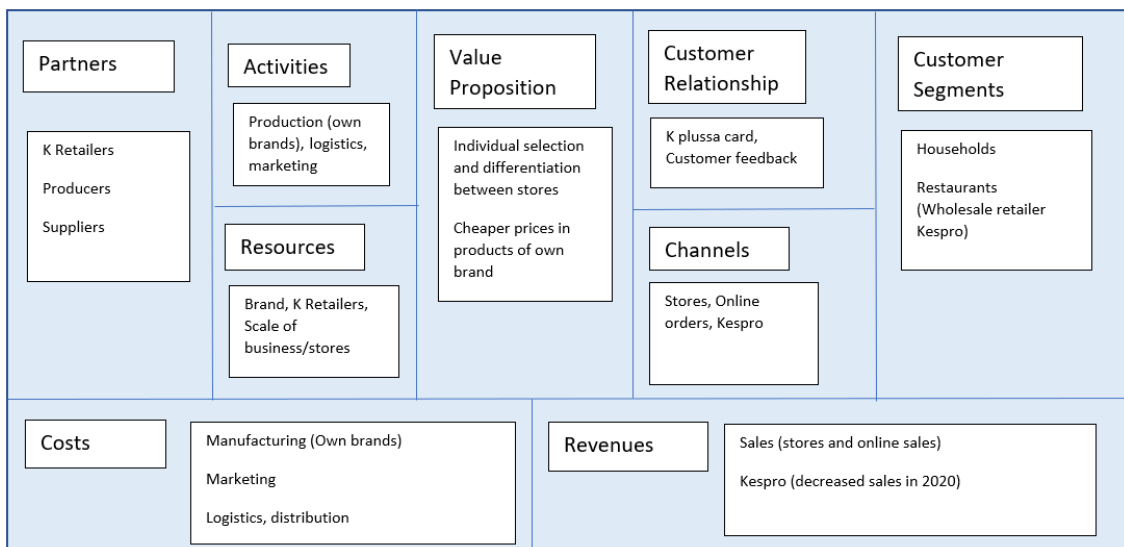 Partners
K Retailers
Producers
Suppliers
Activities
Production (own
brands), logistics,
marketing
Resources
Brand, K Retailers,
Scale of
business/stores
Value
Proposition
Individual selection
and differentiation
between stores
Cheaper prices in
products of own
brand
Customer
Relationship
K plussa card,
Customer feedback
Channels
Stores, Online
orders, Kespro
Customer
Segments
Households
Restaurants
(Wholesale retailer
Kespro)
Costs
Manufacturing (Own brands)
Marketing
Logistics, distribution
Revenues
Sales (stores and online sales)
Kespro (decreased sales in 2020)